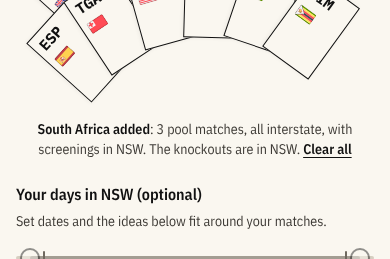 ESP
South Africa added: 3 pool matches, all interstate, with
screenings in NSW. The knockouts are in NSW. Clear all
Your days in NSW (optional)
Set dates and the ideas below fit around your matches.